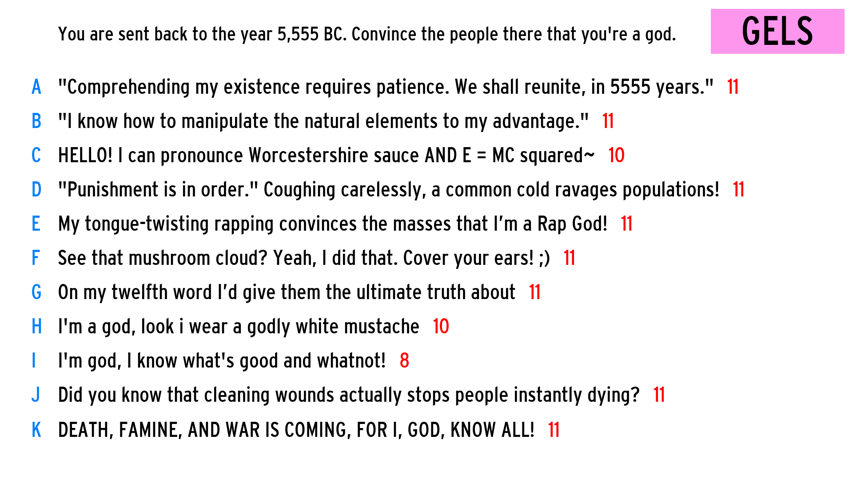 You are sent back to the year 5,555 BC. Convince the people there that you're a god.
GELS
A "Comprehending my existence requires patience. We shall reunite, in 5555 years." 11
B "I know how to manipulate the natural elements to my advantage." 11
C HELLO! I can pronounce Worcestershire sauce AND E = MC squared~ 10
D "Punishment is in order." Coughing carelessly, a common cold ravages populations! 11
E My tongue-twisting rapping convinces the masses that I'm a Rap God! 11
F See that mushroom cloud? Yeah, I did that. Cover your ears! ;) 11
G On my twelfth word I'd give them the ultimate truth about 11
H I'm a god, look i wear a godly white mustache 10
I I'm god, I know what's good and whatnot! 8
J Did you know that cleaning wounds actually stops people instantly dying? 11
K DEATH, FAMINE, AND WAR IS COMING, FOR I, GOD, KNOW ALL! 11